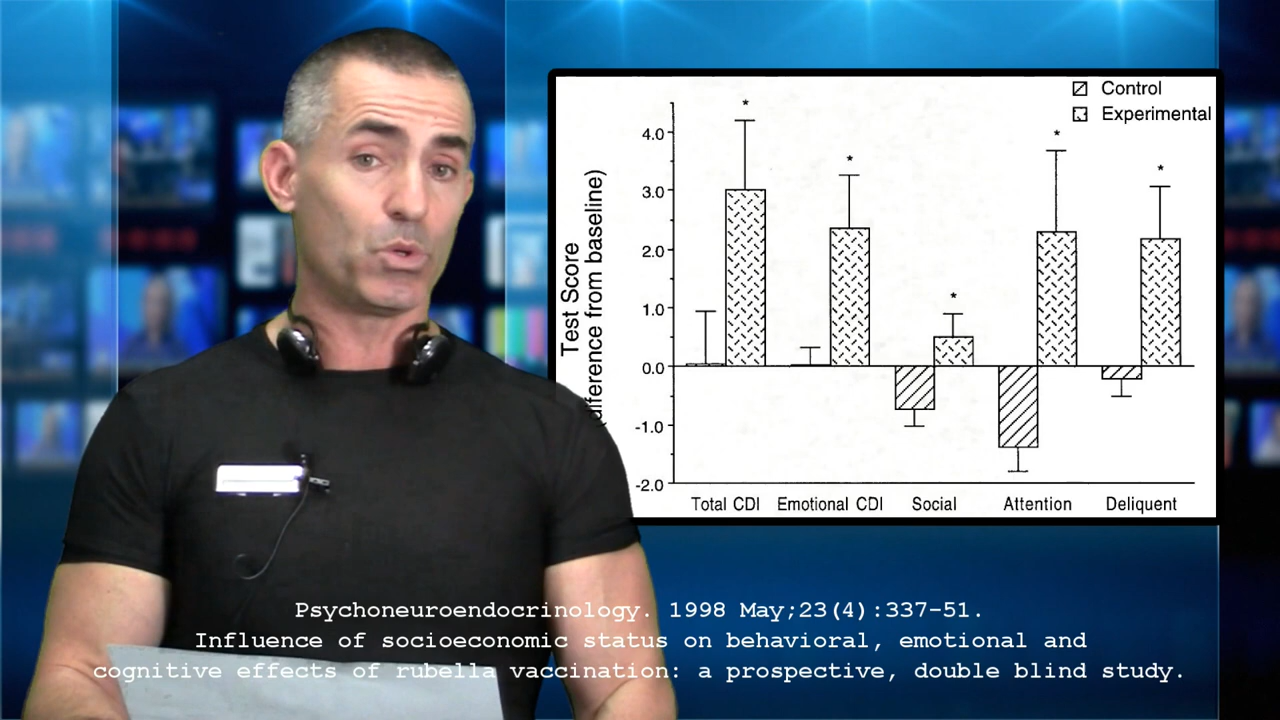 Control
Experimental
Test Score
(difference from baseline)
4.0
3.0
2.0
1.0
0.0
-1.0
-2.0
* * * * *
Total CDI Emotional CDI Social Attention Deliquent
Psychoneuroendocrinology. 1998 May;23(4):337-51.
Influence of socioeconomic status on behavioral, emotional and
cognitive effects of rubella vaccination: a prospective, double blind study.